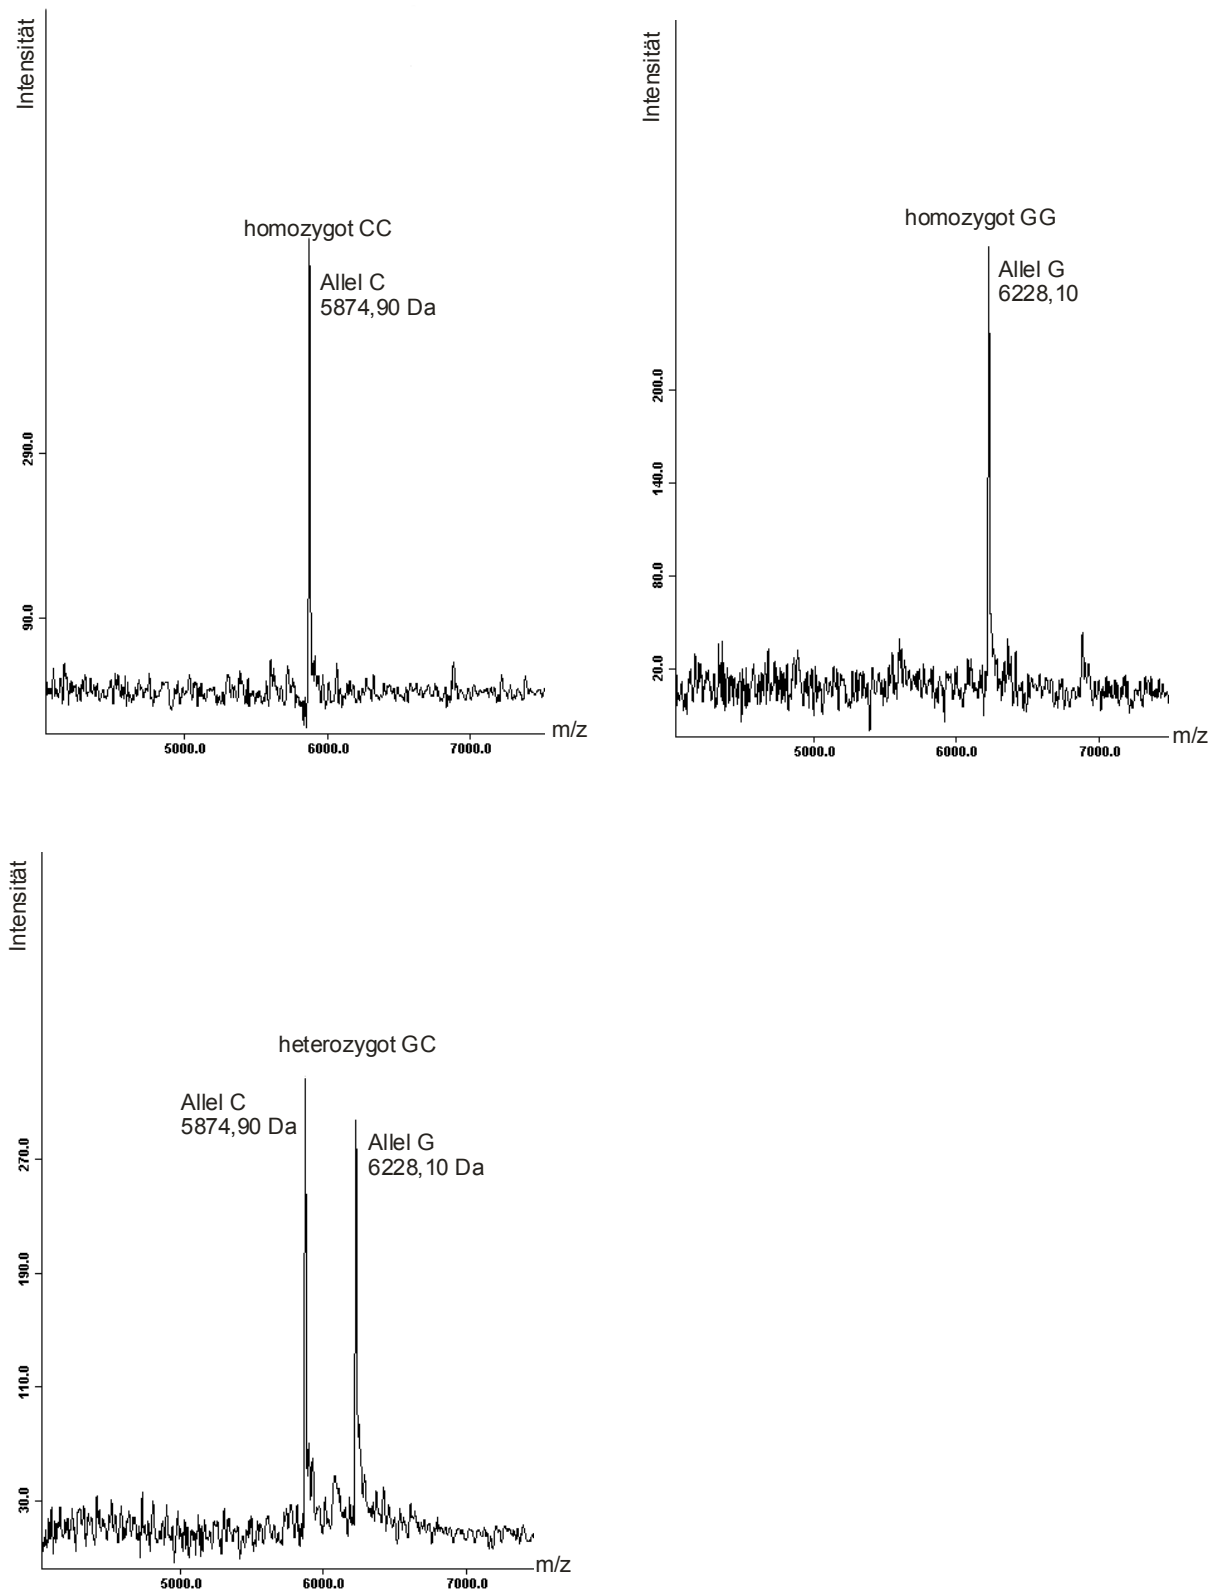 Intensität
homozygot CC
Allel C
5874,90 Da
290.0
90.0
5000.0 6000.0 7000.0
m/z
Intensität
homozygot GG
Allel G
6228,10
200.0
140.0
80.0
20.0
5000.0 6000.0 7000.0
m/z
Intensität
heterozygot GC
Allel C
5874,90 Da
Allel G
6228,10 Da
270.0
190.0
110.0
30.0
5000.0 6000.0 7000.0
m/z